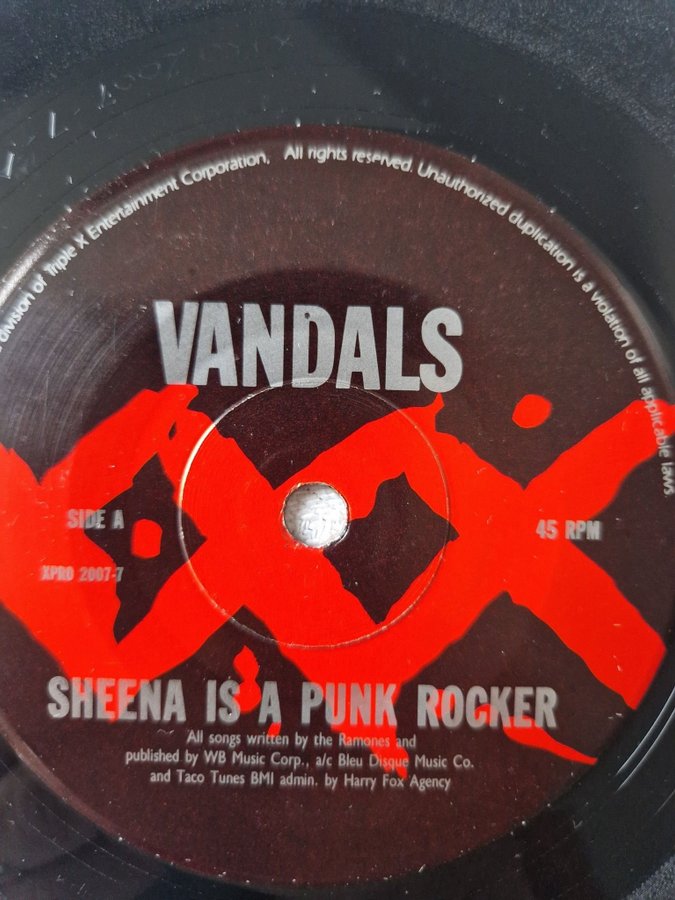 division of Triple X Entertainment Corporation. All rights reserved. Unauthorized duplication is a violation of all applicable laws
VANDALS
SIDE A
45 RPM
XPRO 2007-7
SHEENA IS A PUNK ROCKER
All songs written by the Ramones and
published by WB Music Corp., a/c Bleu Disque Music Co.
and Taco Tunes BMI admin. by Harry Fox Agency